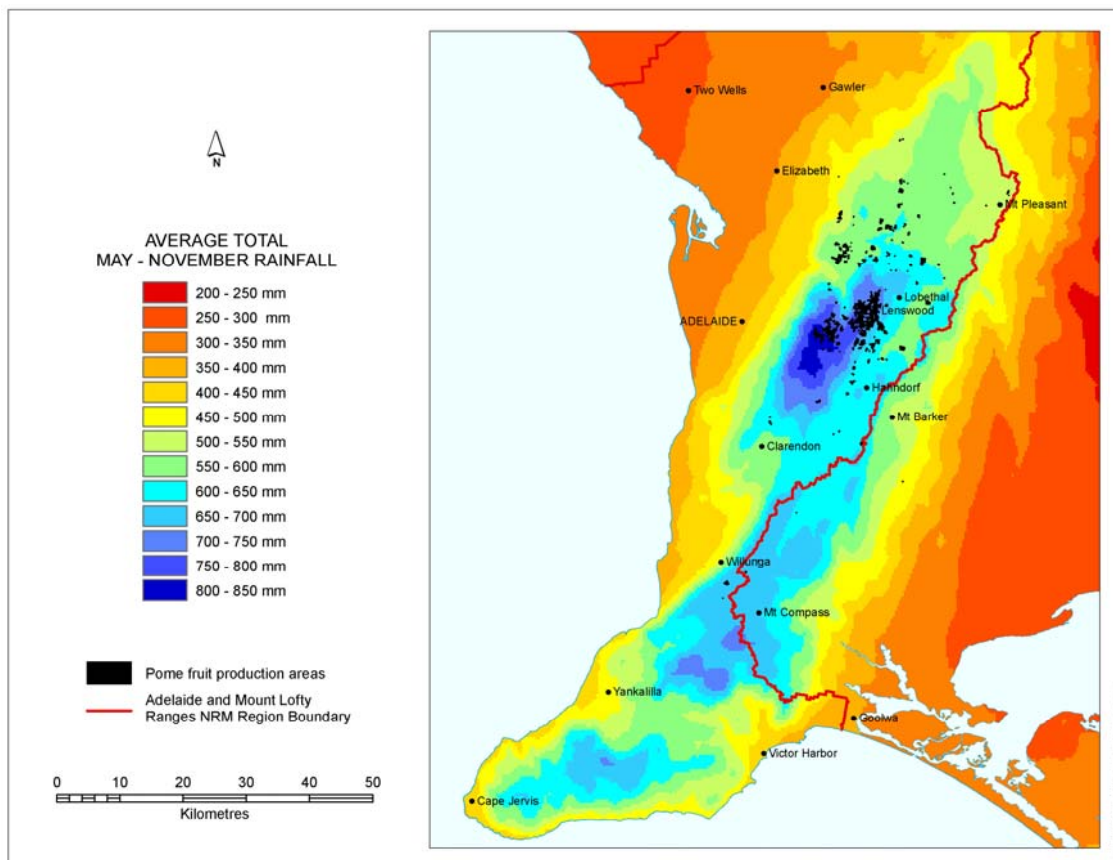 N
AVERAGE TOTAL
MAY - NOVEMBER RAINFALL
200 - 250 mm
250 - 300 mm
300 - 350 mm
350 - 400 mm
400 - 450 mm
450 - 500 mm
500 - 550 mm
550 - 600 mm
600 - 650 mm
650 - 700 mm
700 - 750 mm
750 - 800 mm
800 - 850 mm
Pome fruit production areas
Adelaide and Mount Lofty
Ranges NRM Region Boundary
0 10 20 30 40 50
Kilometres
Two Wells
Gawler
Elizabeth
Mt Pleasant
Lobethal
Lenswood
ADELAIDE
Hahndorf
Mt Barker
Clarendon
Willunga
Mt Compass
Yankalilla
Goolwa
Victor Harbor
Cape Jervis